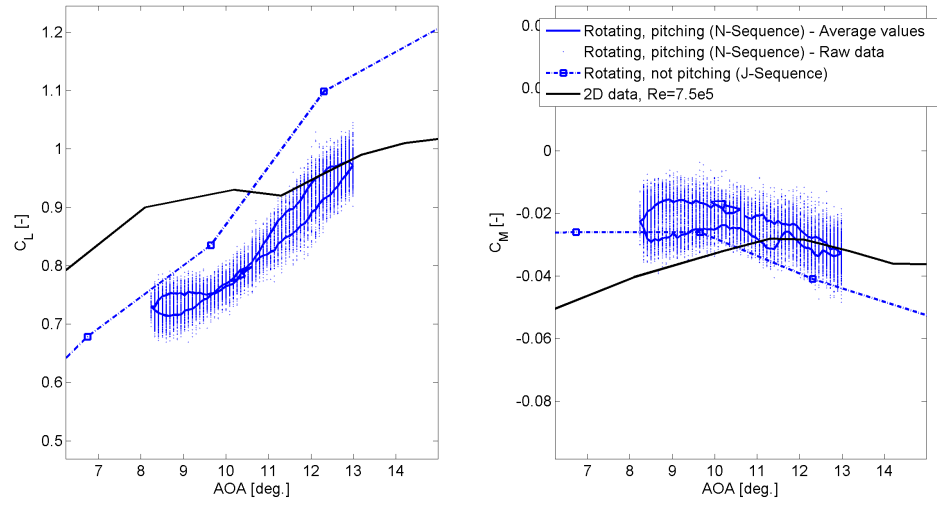 1.2
1.1
1
0.9
0.8
0.7
0.6
0.5
C_L [-]
7 8 9 10 11 12 13 14
AOA [deg.]
Rotating, pitching (N-Sequence) - Average values
Rotating, pitching (N-Sequence) - Raw data
Rotating, not pitching (J-Sequence)
2D data, Re=7.5e5
0
-0.02
-0.04
-0.06
-0.08
C_M [-]
7 8 9 10 11 12 13 14
AOA [deg.]